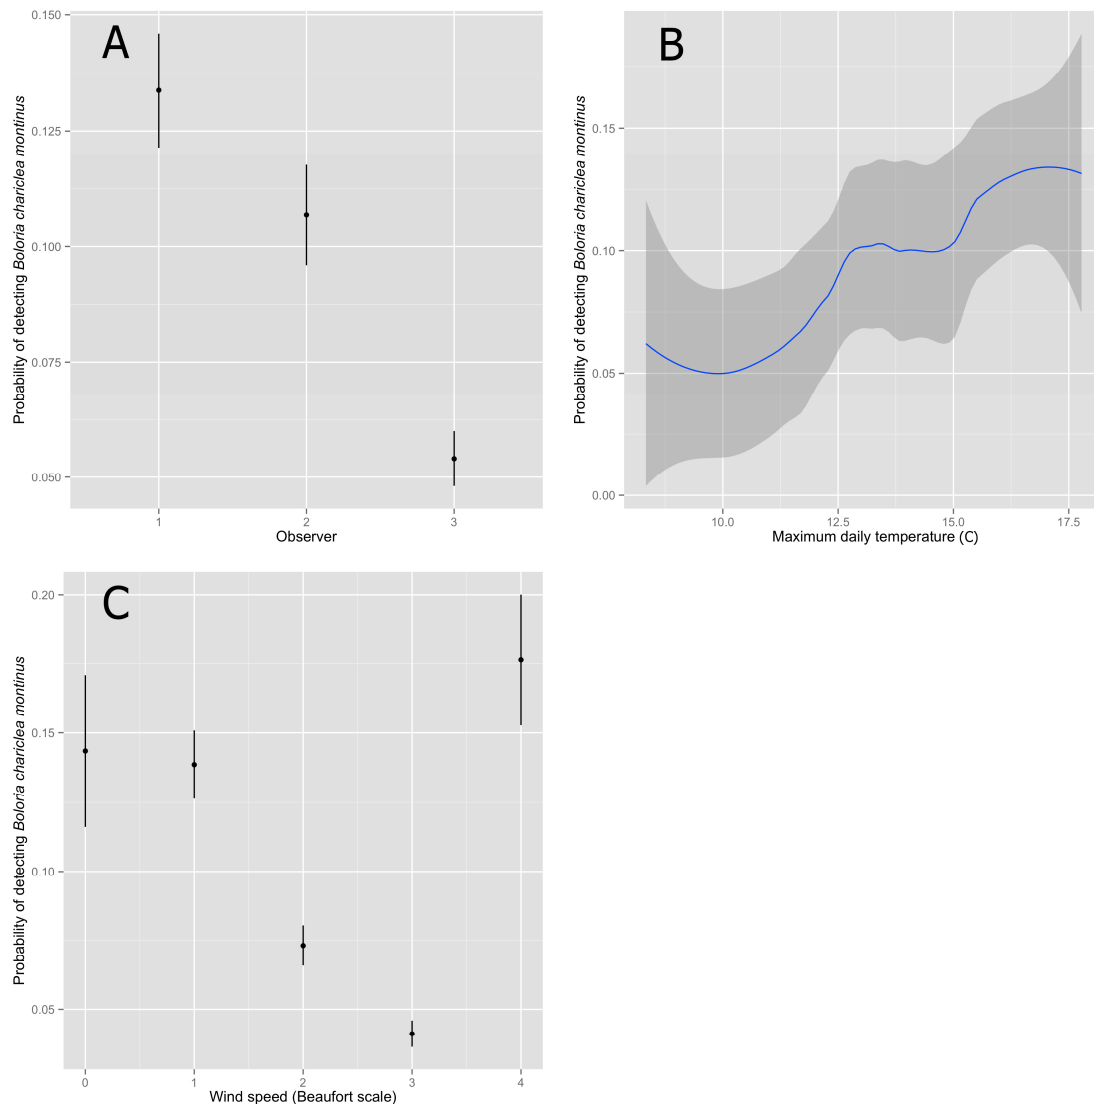 A
Probability of detecting Boloria chariclea montinus
0.150
0.125
0.100
0.075
0.050
1 2 3
Observer
B
Probability of detecting Boloria chariclea montinus
0.15
0.10
0.05
0.00
10.0 12.5 15.0 17.5
Maximum daily temperature (C)
C
Probability of detecting Boloria chariclea montinus
0.20
0.15
0.10
0.05
0 1 2 3 4
Wind speed (Beaufort scale)